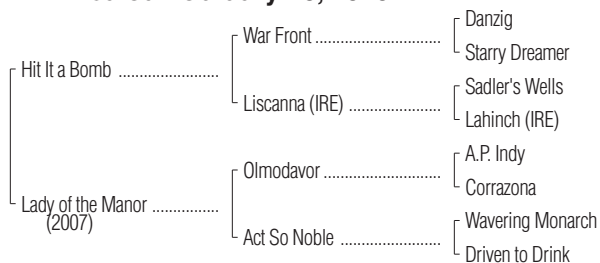 Danzig
War Front ....................................
Starry Dreamer
Hit It a Bomb .............................
Sadler's Wells
Liscanna (IRE) ..........................
Lahinch (IRE)
A.P. Indy
Olmodavor ................................
Corrazona
Lady of the Manor ...................
(2007)
Wavering Monarch
Act So Noble ............................
Driven to Drink